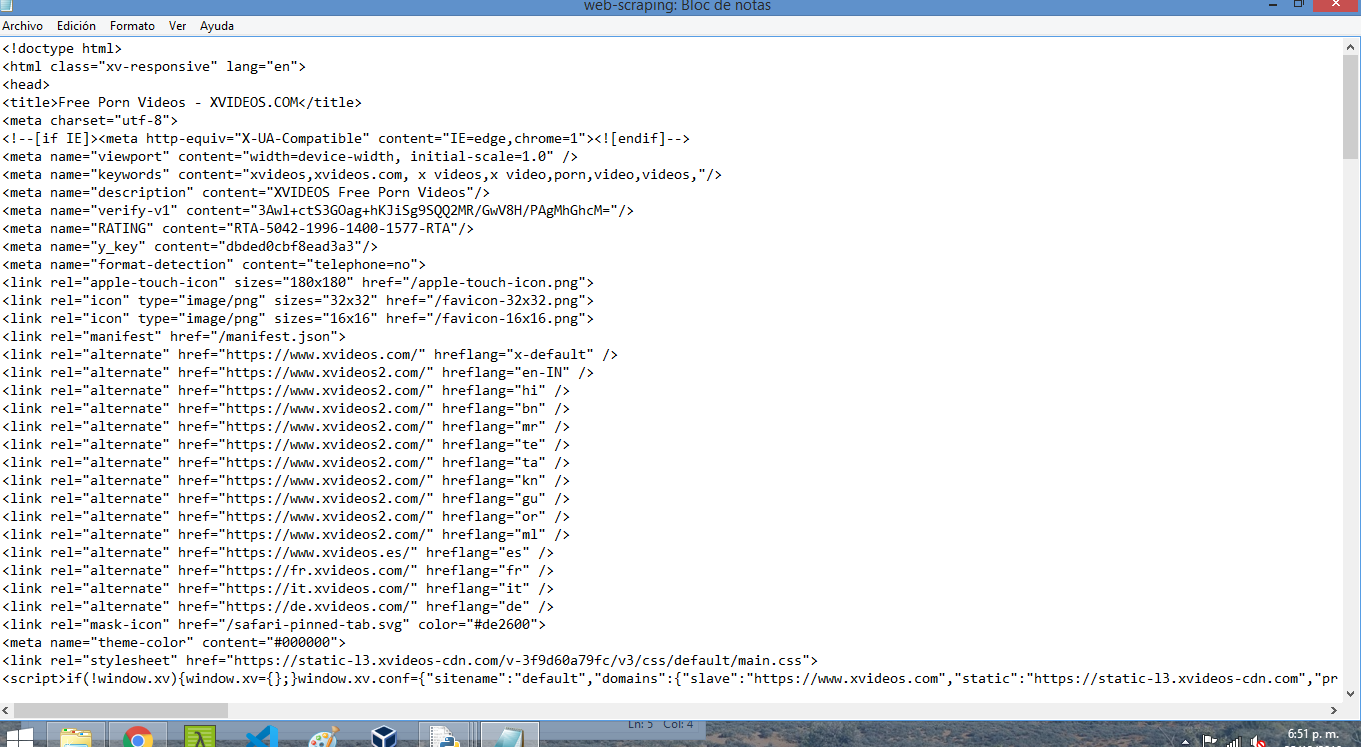 web-scraping: Bloc de notas
Archivo Edición Formato Ver Ayuda
<!doctype html>
<html class="xv-responsive" lang="en">
<head>
<title>Free Porn Videos - XVIDEOS.COM</title>
<meta charset="utf-8">
<!--[if IE]><meta http-equiv="X-UA-Compatible" content="IE=edge,chrome=1"><![endif]-->
<meta name="viewport" content="width=device-width, initial-scale=1.0" />
<meta name="keywords" content="xvideos,xvideos.com, x videos,x video,porn,video,videos,"/>
<meta name="description" content="XVIDEOS Free Porn Videos"/>
<meta name="verify-v1" content="3Awl+ctS3GOag+hKJiSg9SQQ2MR/GwV8H/PAgMhGhcM="/>
<meta name="RATING" content="RTA-5042-1996-1400-1577-RTA"/>
<meta name="y_key" content="dbded0cbf8ead3a3"/>
<meta name="format-detection" content="telephone=no">
<link rel="apple-touch-icon" sizes="180x180" href="/apple-touch-icon.png">
<link rel="icon" type="image/png" sizes="32x32" href="/favicon-32x32.png">
<link rel="icon" type="image/png" sizes="16x16" href="/favicon-16x16.png">
<link rel="manifest" href="/manifest.json">
<link rel="alternate" href="https://www.xvideos.com/" hreflang="x-default" />
<link rel="alternate" href="https://www.xvideos2.com/" hreflang="en-IN" />
<link rel="alternate" href="https://www.xvideos2.com/" hreflang="hi" />
<link rel="alternate" href="https://www.xvideos2.com/" hreflang="bn" />
<link rel="alternate" href="https://www.xvideos2.com/" hreflang="mr" />
<link rel="alternate" href="https://www.xvideos2.com/" hreflang="te" />
<link rel="alternate" href="https://www.xvideos2.com/" hreflang="ta" />
<link rel="alternate" href="https://www.xvideos2.com/" hreflang="kn" />
<link rel="alternate" href="https://www.xvideos2.com/" hreflang="gu" />
<link rel="alternate" href="https://www.xvideos2.com/" hreflang="or" />
<link rel="alternate" href="https://www.xvideos2.com/" hreflang="ml" />
<link rel="alternate" href="https://www.xvideos.es/" hreflang="es" />
<link rel="alternate" href="https://fr.xvideos.com/" hreflang="fr" />
<link rel="alternate" href="https://it.xvideos.com/" hreflang="it" />
<link rel="alternate" href="https://de.xvideos.com/" hreflang="de" />
<link rel="mask-icon" href="/safari-pinned-tab.svg" color="#de2600">
<meta name="theme-color" content="#000000">
<link rel="stylesheet" href="https://static-l3.xvideos-cdn.com/v-3f9d60a79fc/v3/css/default/main.css">
<script>if(!window.xv){window.xv={};}window.xv.conf={"sitename":"default","domains":{"slave":"https://www.xvideos.com","static":"https://static-l3.xvideos-cdn.com","pr
Ln: 5 Col: 4
6:51 p. m.